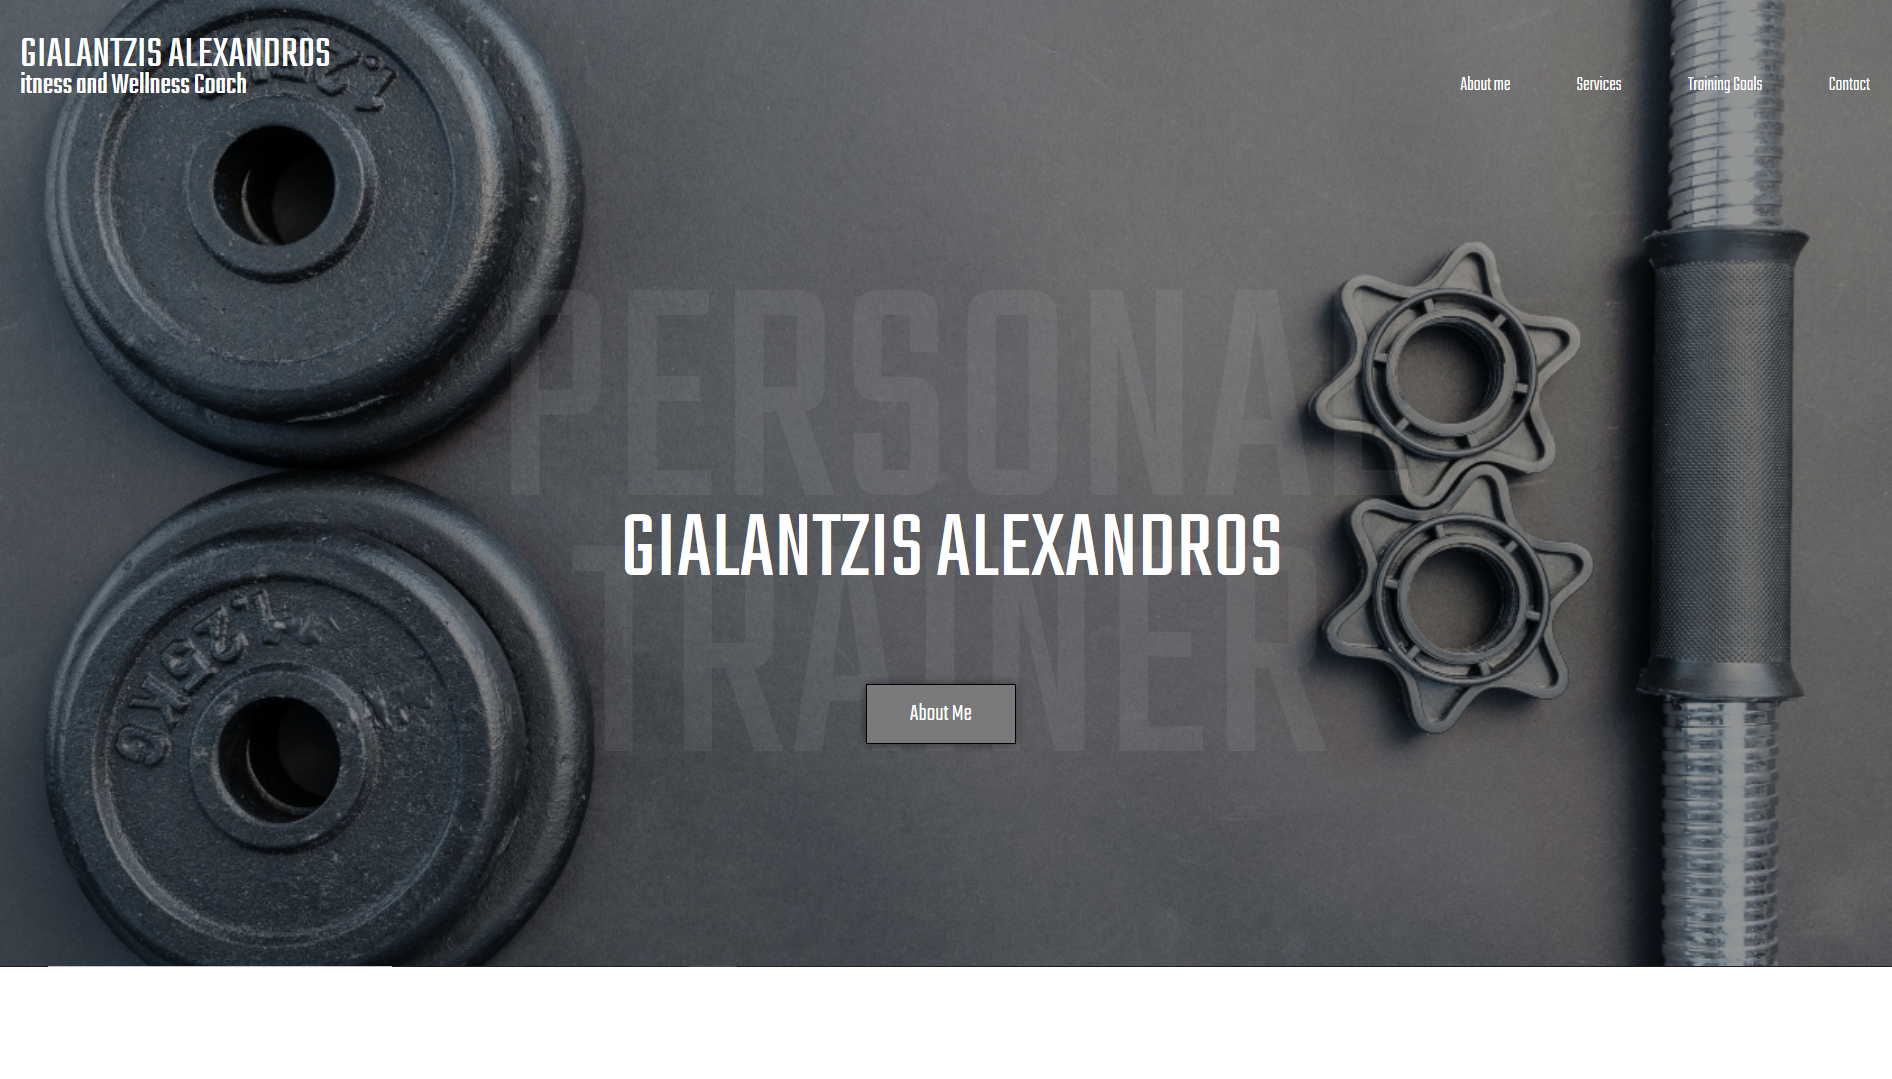 GIALANTZIS ALEXANDROS
itness and Wellness Coach
About me
Services
Training Goals
Contact
1.25KG
PERSONAL
GIALANTZIS ALEXANDROS
TRAINER
About Me
1.25KG